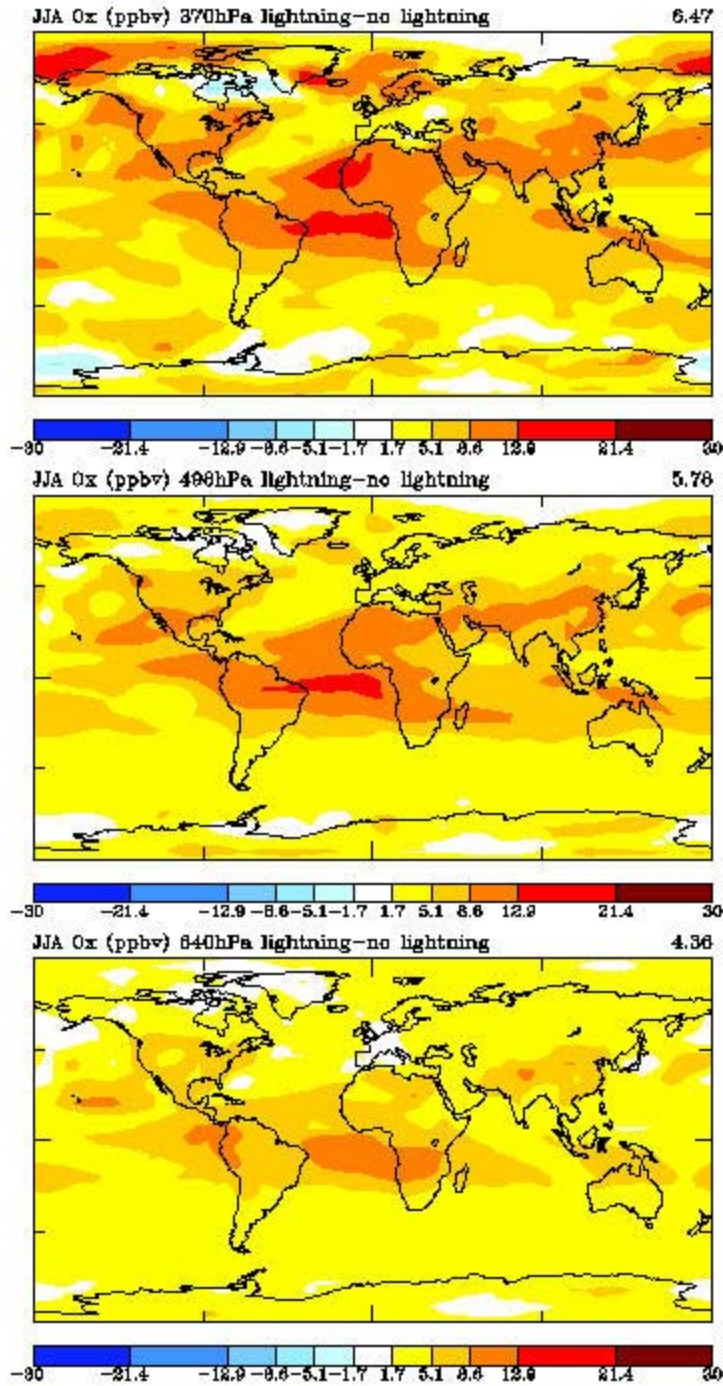 JJA Ox (ppbv) 370hPa lightning-no lightning 6.47
-30 -21.4 -12.9 -8.6 -5.1 -1.7 1.7 5.1 8.6 12.9 21.4 30
JJA Ox (ppbv) 498hPa lightning-no lightning 5.78
-30 -21.4 -12.9 -8.6 -5.1 -1.7 1.7 5.1 8.6 12.9 21.4 30
JJA Ox (ppbv) 640hPa lightning-no lightning 4.36
-30 -21.4 -12.9 -8.6 -5.1 -1.7 1.7 5.1 8.6 12.9 21.4 30